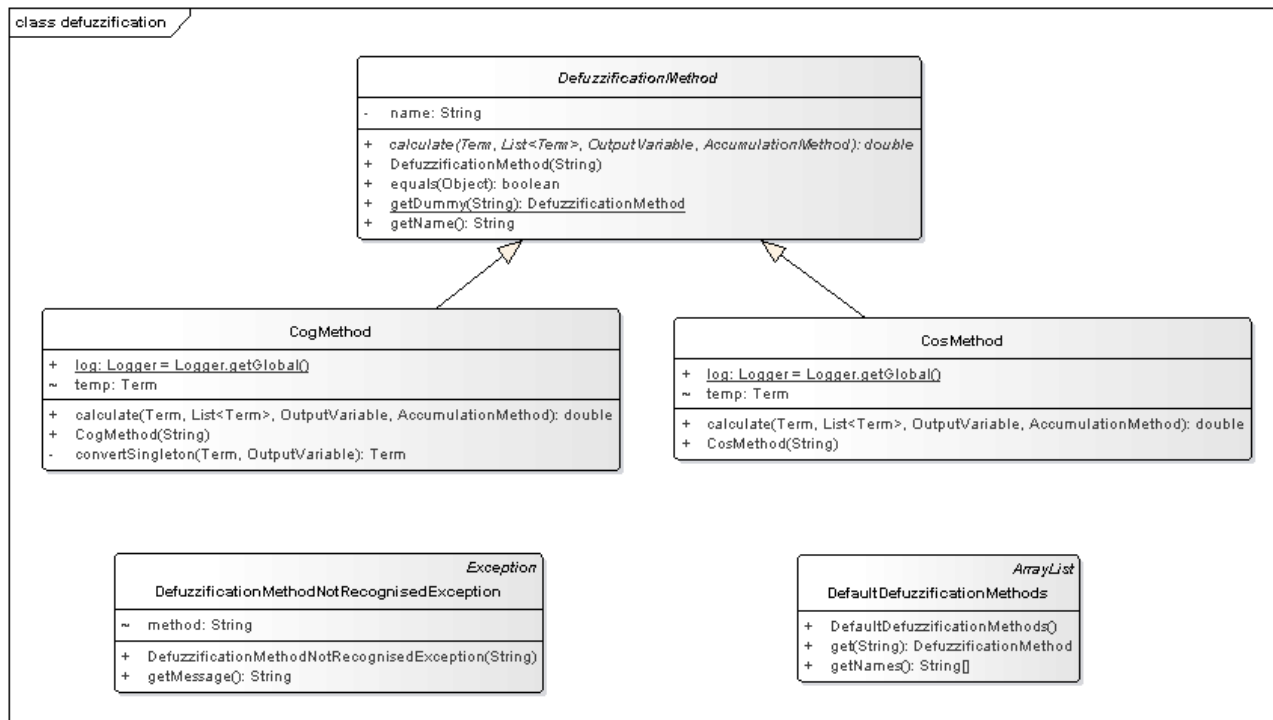 class defuzzification
DefuzzificationMethod
- name: String
+ calculate(Term, List<Term>, OutputVariable, AccumulationMethod): double
+ DefuzzificationMethod(String)
+ equals(Object): boolean
+ getDummy(String): DefuzzificationMethod
+ getName(): String
CogMethod
+ log: Logger = Logger.getGlobal()
~ temp: Term
+ calculate(Term, List<Term>, OutputVariable, AccumulationMethod): double
+ CogMethod(String)
- convertSingleton(Term, OutputVariable): Term
CosMethod
+ log: Logger = Logger.getGlobal()
~ temp: Term
+ calculate(Term, List<Term>, OutputVariable, AccumulationMethod): double
+ CosMethod(String)
Exception
DefuzzificationMethodNotRecognisedException
~ method: String
+ DefuzzificationMethodNotRecognisedException(String)
+ getMessage(): String
ArrayList
DefaultDefuzzificationMethods
+ DefaultDefuzzificationMethods()
+ get(String): DefuzzificationMethod
+ getNames(): String[]